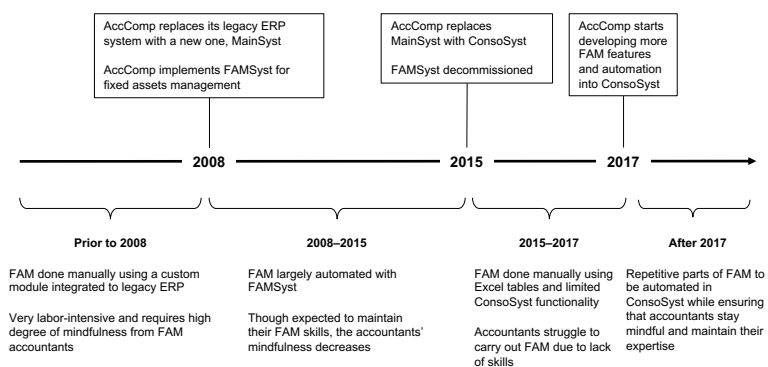 AccComp replaces its legacy ERP
system with a new one, MainSyst
AccComp implements FAMSyst for
fixed assets management
AccComp replaces
MainSyst with ConsoSyst
FAMSyst decommissioned
AccComp starts
developing more
FAM features
and automation
into ConsoSyst
2008
2015
2017
Prior to 2008
FAM done manually using a custom
module integrated to legacy ERP
Very labor-intensive and requires high
degree of mindfulness from FAM
accountants
2008–2015
FAM largely automated with
FAMSyst
Though expected to maintain
their FAM skills, the accountants’
mindfulness decreases
2015–2017
FAM done manually using
Excel tables and limited
ConsoSyst functionality
Accountants struggle to
carry out FAM due to lack
of skills
After 2017
Repetitive parts of FAM to
be automated in
ConsoSyst while ensuring
that accountants stay
mindful and maintain their
expertise